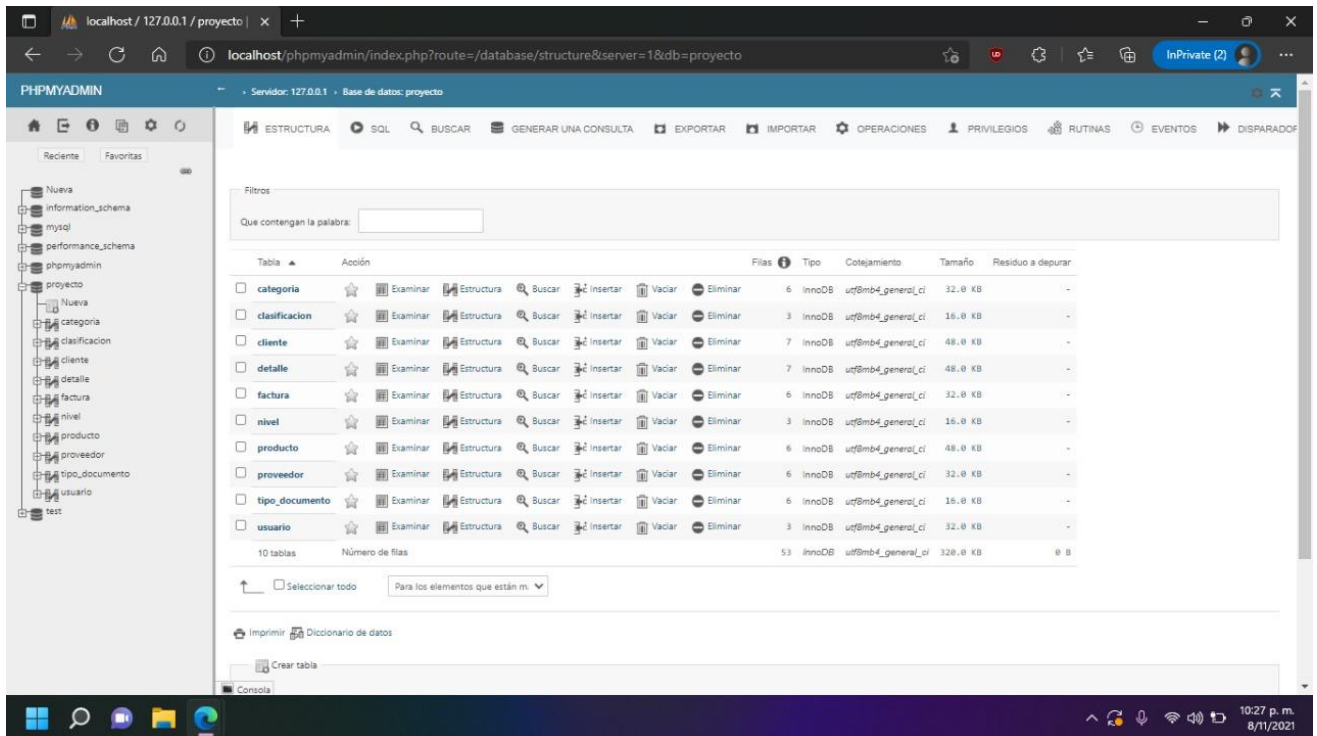 localhost / 127.0.0.1 / proyecto |
localhost/phpmyadmin/index.php?route=/database/structure&server=1&db=proyecto
InPrivate (2)
PHPMYADMIN
Servidor: 127.0.0.1 Base de datos: proyecto
ESTRUCTURA SQL BUSCAR GENERAR UNA CONSULTA EXPORTAR IMPORTAR OPERACIONES PRIVILEGIOS RUTINAS EVENTOS DISPARADOR
Reciente Favoritas
Nueva
information_schema
mysql
performance_schema
phpmyadmin
proyecto
Nueva
categoria
clasificacion
cliente
detalle
factura
nivel
producto
proveedor
tipo_documento
usuario
test
Filtros
Que contengan la palabra:
Tabla Acción Filas Tipo Cotejamiento Tamaño Residuo a depurar
categoria Examinar Estructura Buscar Insertar Vaciar Eliminar 6 InnoDB utf8mb4_general_ci 32.0 KB -
clasificacion Examinar Estructura Buscar Insertar Vaciar Eliminar 3 InnoDB utf8mb4_general_ci 16.0 KB -
cliente Examinar Estructura Buscar Insertar Vaciar Eliminar 7 InnoDB utf8mb4_general_ci 48.0 KB -
detalle Examinar Estructura Buscar Insertar Vaciar Eliminar 7 InnoDB utf8mb4_general_ci 48.0 KB -
factura Examinar Estructura Buscar Insertar Vaciar Eliminar 6 InnoDB utf8mb4_general_ci 32.0 KB -
nivel Examinar Estructura Buscar Insertar Vaciar Eliminar 3 InnoDB utf8mb4_general_ci 16.0 KB -
producto Examinar Estructura Buscar Insertar Vaciar Eliminar 6 InnoDB utf8mb4_general_ci 48.0 KB -
proveedor Examinar Estructura Buscar Insertar Vaciar Eliminar 6 InnoDB utf8mb4_general_ci 32.0 KB -
tipo_documento Examinar Estructura Buscar Insertar Vaciar Eliminar 6 InnoDB utf8mb4_general_ci 16.0 KB -
usuario Examinar Estructura Buscar Insertar Vaciar Eliminar 3 InnoDB utf8mb4_general_ci 32.0 KB -
10 tablas Número de filas 53 InnoDB utf8mb4_general_ci 320.0 KB 0 B
Seleccionar todo Para los elementos que están m.
Imprimir Diccionario de datos
Crear tabla
Consola
10:27 p. m.
8/11/2021